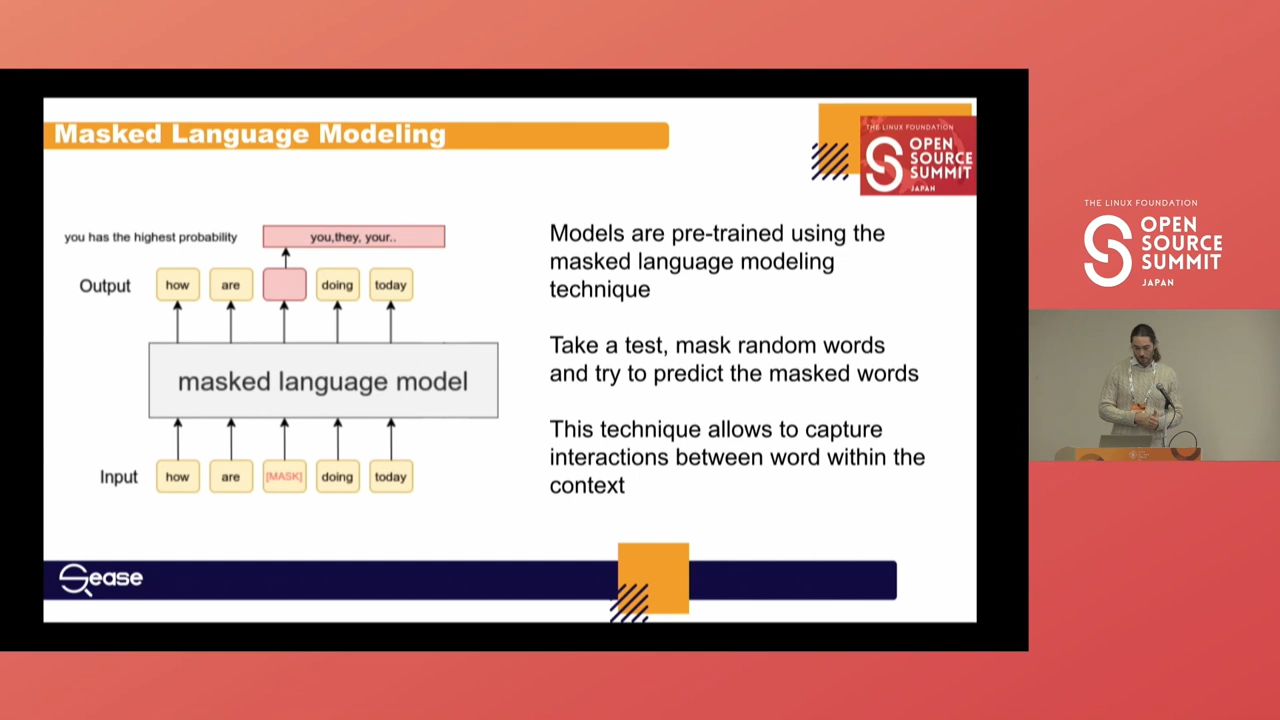 Masked Language Modeling
THE LINUX FOUNDATION
OPEN
SOURCE
SUMMIT
JAPAN
you has the highest probability
you,they, your..
Output
how
are
doing
today
masked language model
Input
how
are
[MASK]
doing
today
Models are pre-trained using the
masked language modeling
technique
Take a test, mask random words
and try to predict the masked words
This technique allows to capture
interactions between word within the
context
Sease
THE LINUX FOUNDATION
OPEN
SOURCE
SUMMIT
JAPAN